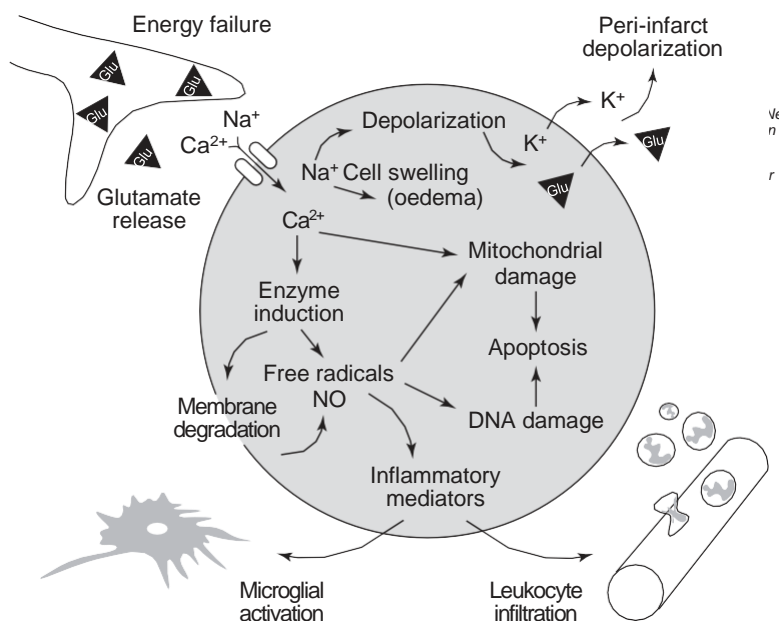 Energy failure
Peri-infarct
depolarization
Glu
Glu
Glu
Glu
Na⁺
Ca²⁺
Glutamate
release
Depolarization
K⁺
K⁺
Glu
Glu
Na⁺ Cell swelling
(oedema)
Ca²⁺
Mitochondrial
damage
Enzyme
induction
Apoptosis
Free radicals
NO
Membrane
degradation
DNA damage
Inflammatory
mediators
Microglial
activation
Leukocyte
infiltration